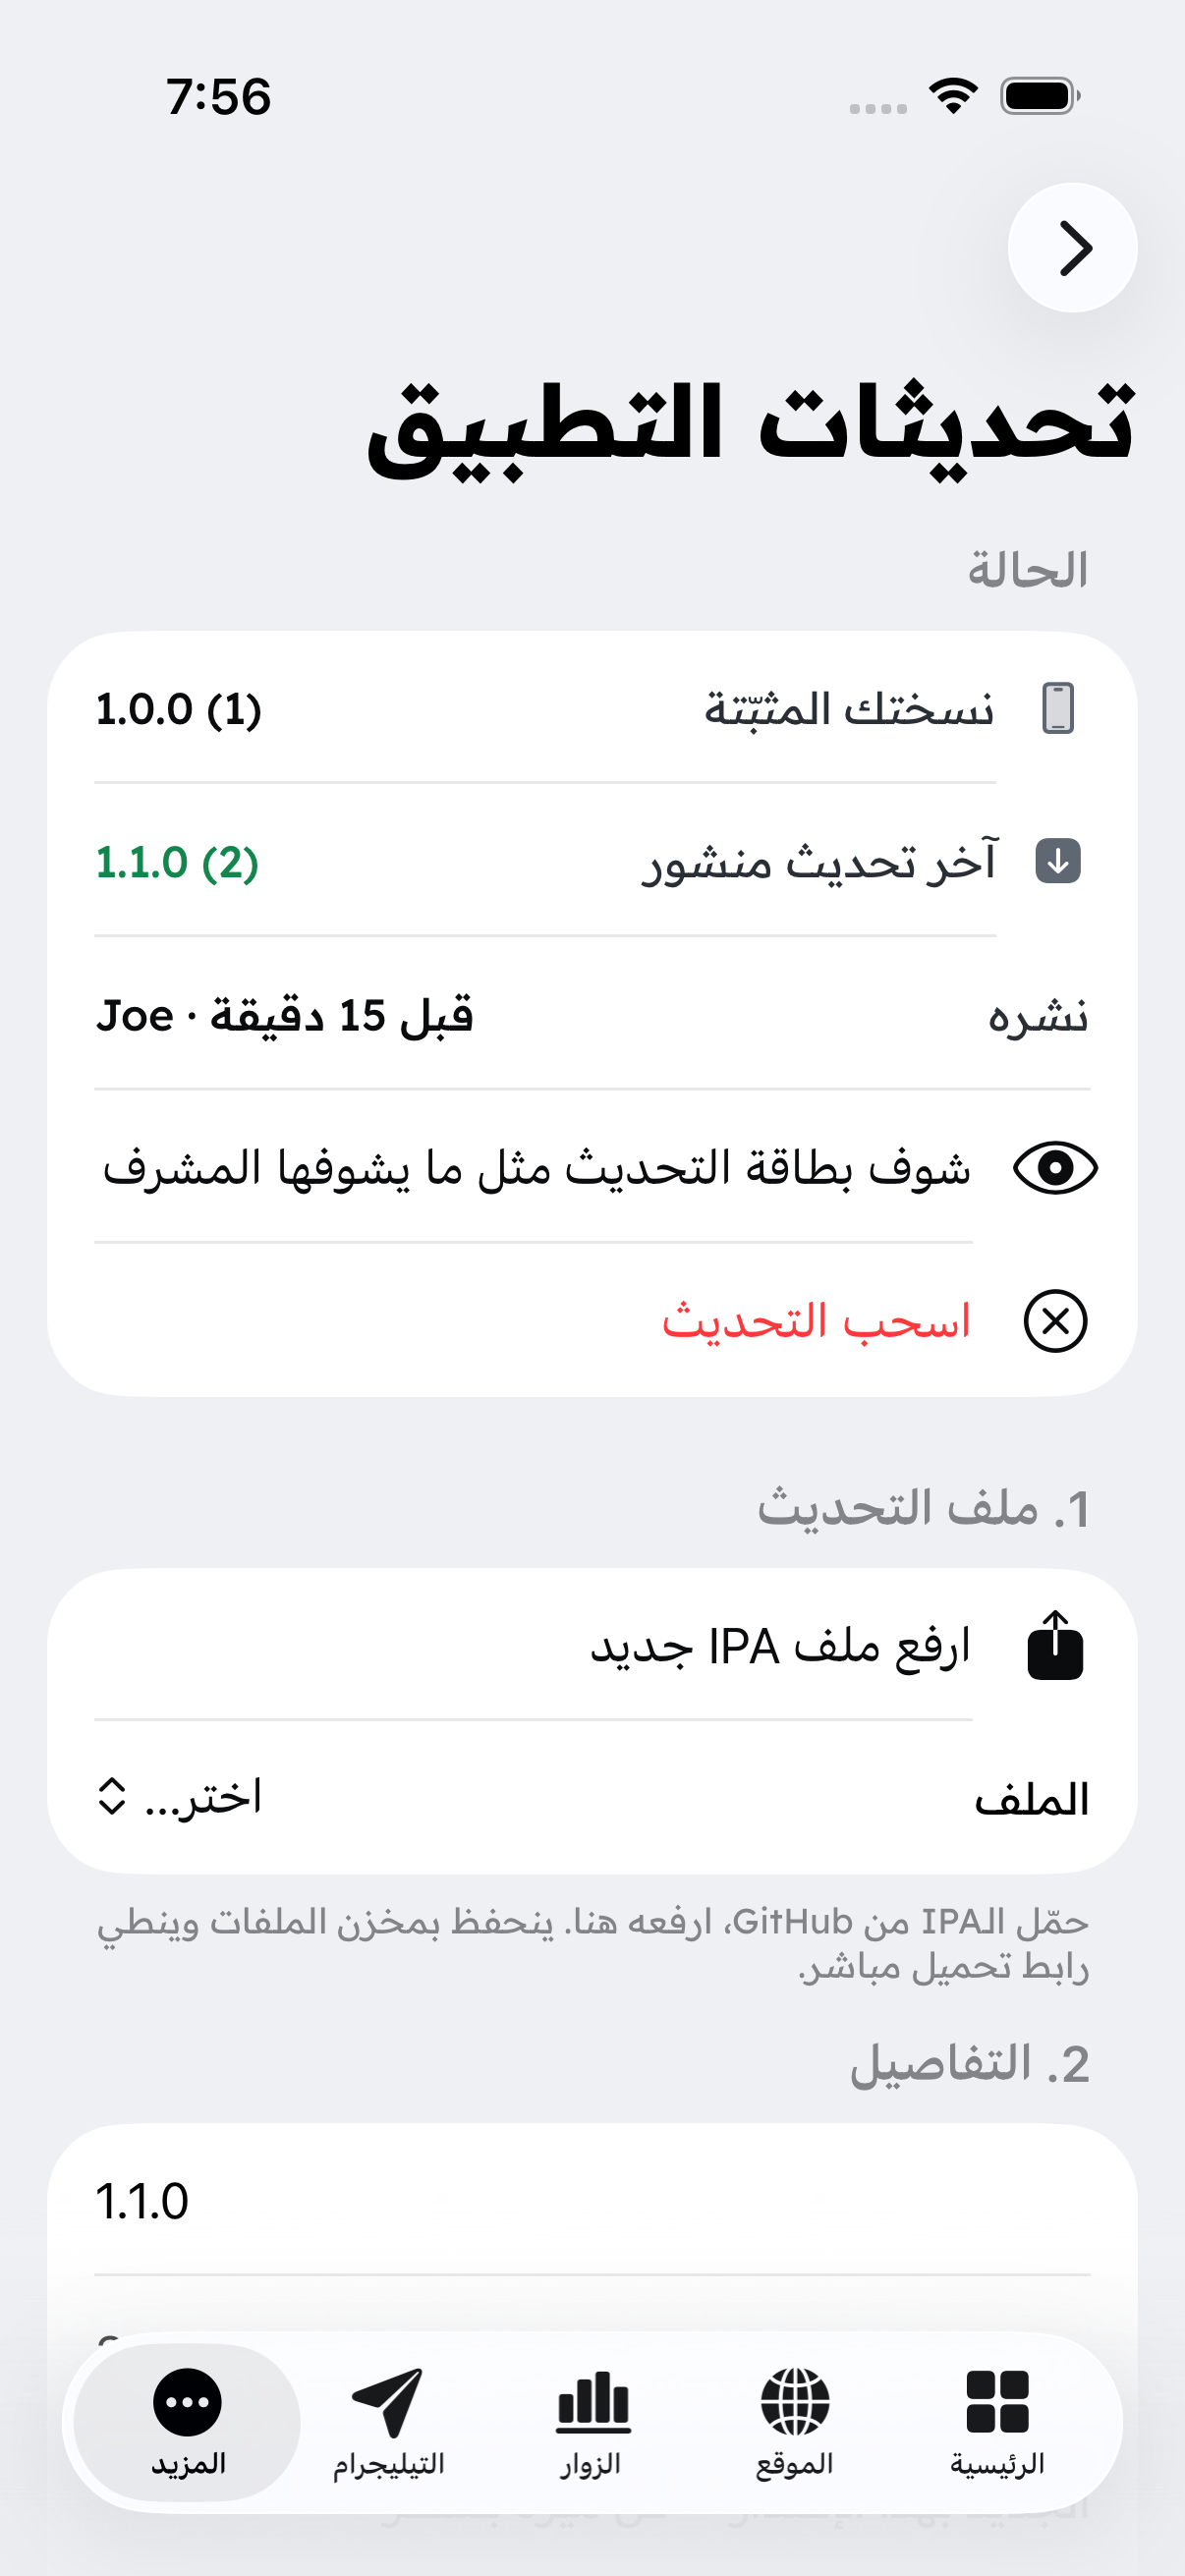 7:56
تحديثات التطبيق
الحالة
نسختك المثبّتة
1.0.0 (1)
آخر تحديث منشور
1.1.0 (2)
نشره
قبل 15 دقيقة · Joe
شوف بطاقة التحديث مثل ما يشوفها المشرف
اسحب التحديث
1. ملف التحديث
ارفع ملف IPA جديد
الملف
اختر...
حمّل الـIPA من GitHub، ارفعه هنا. ينحفظ بمخزن الملفات وينطي
رابط تحميل مباشر.
2. التفاصيل
1.1.0
الرئيسية
الموقع
الزوار
التيليجرام
المزيد